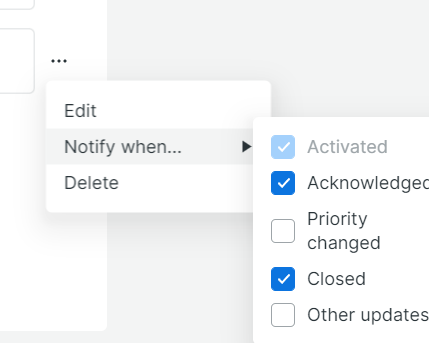 ...
Edit
Notify when...
Delete
Activated
Acknowledged
Priority
changed
Closed
Other updates